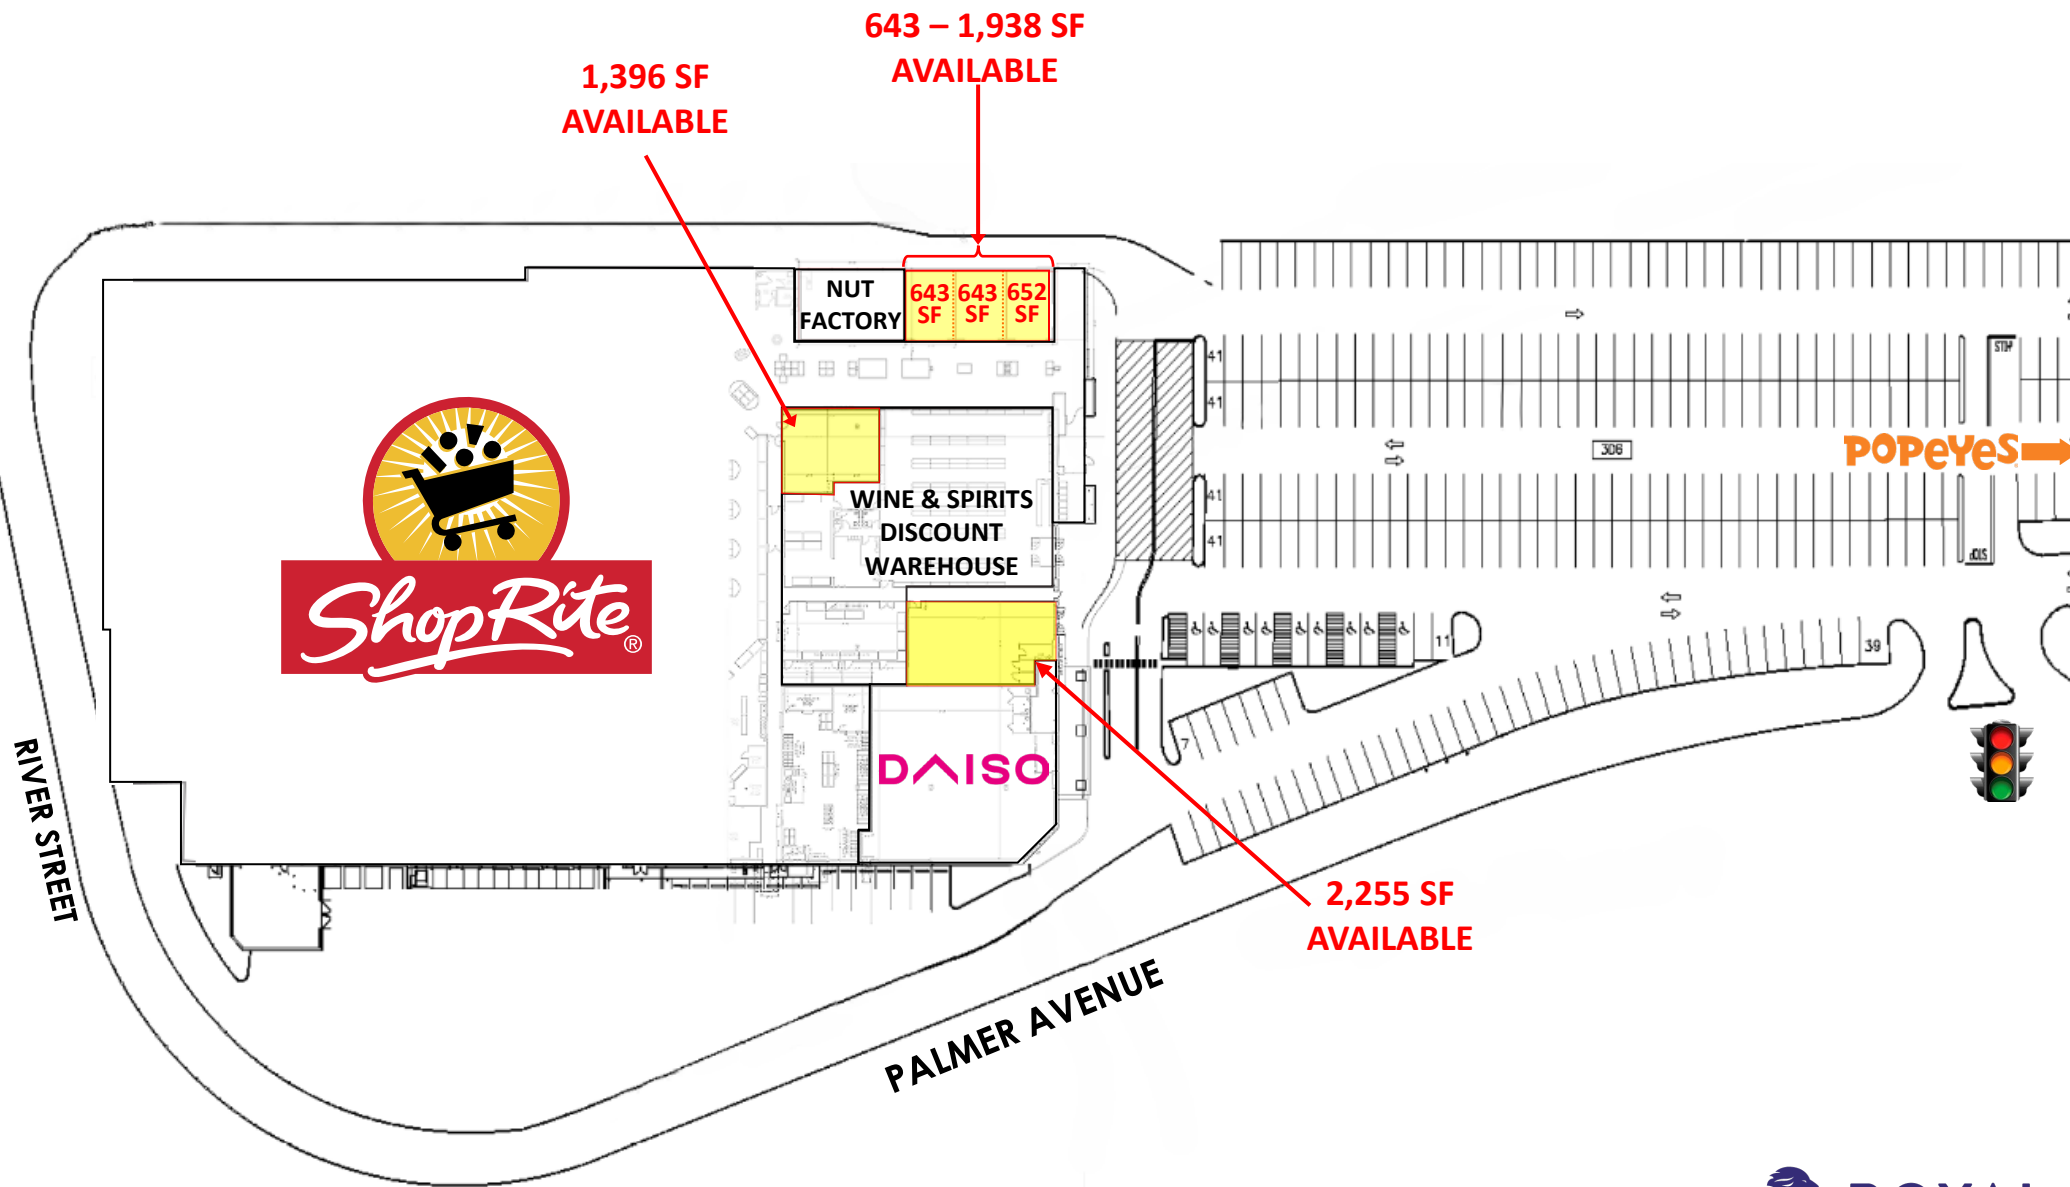 643 – 1,938 SF
AVAILABLE
1,396 SF
AVAILABLE
NUT
FACTORY
643
SF
643
SF
652
SF
41
41
306
POPEYES
41
41
STOP
WINE & SPIRITS
DISCOUNT
WAREHOUSE
ShopRite®
11
39
7
DAISO
RIVER STREET
2,255 SF
AVAILABLE
PALMER AVENUE